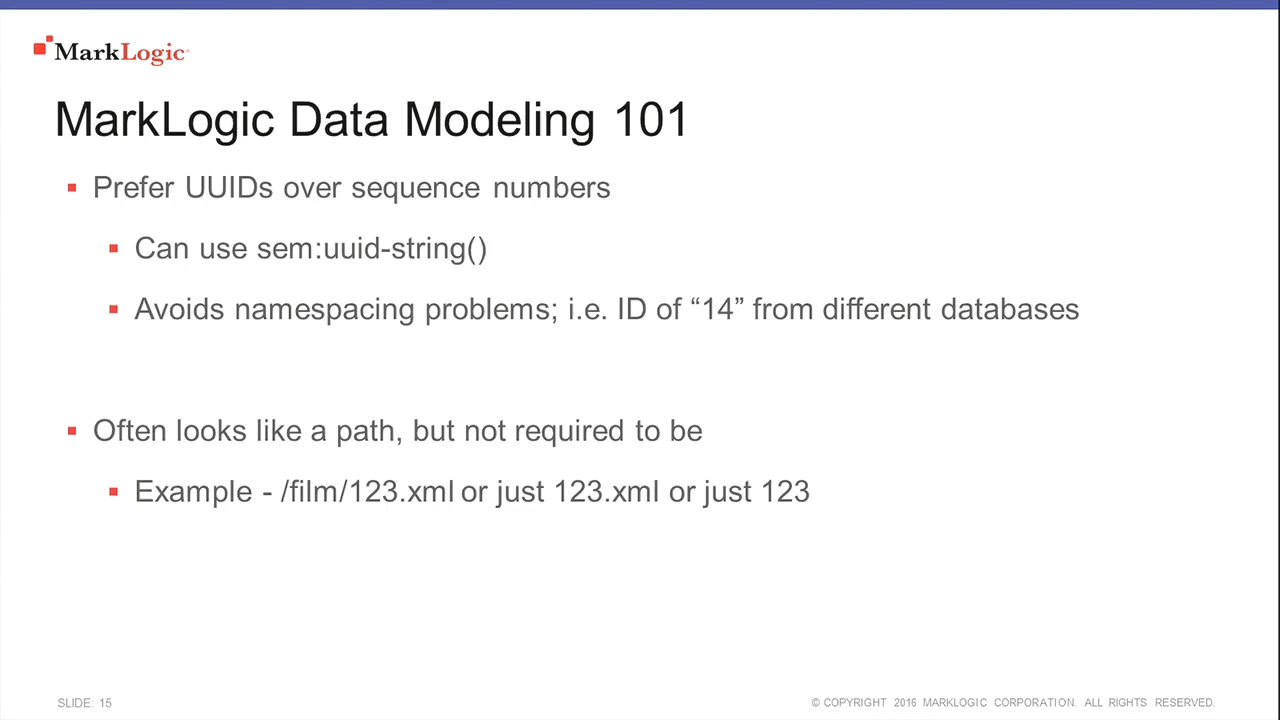 MarkLogic
MarkLogic Data Modeling 101
Prefer UUIDs over sequence numbers
Can use sem:uuid-string()
Avoids namespacing problems; i.e. ID of “14” from different databases
Often looks like a path, but not required to be
Example - /film/123.xml or just 123.xml or just 123
SLIDE: 15
© COPYRIGHT 2016 MARKLOGIC CORPORATION. ALL RIGHTS RESERVED.